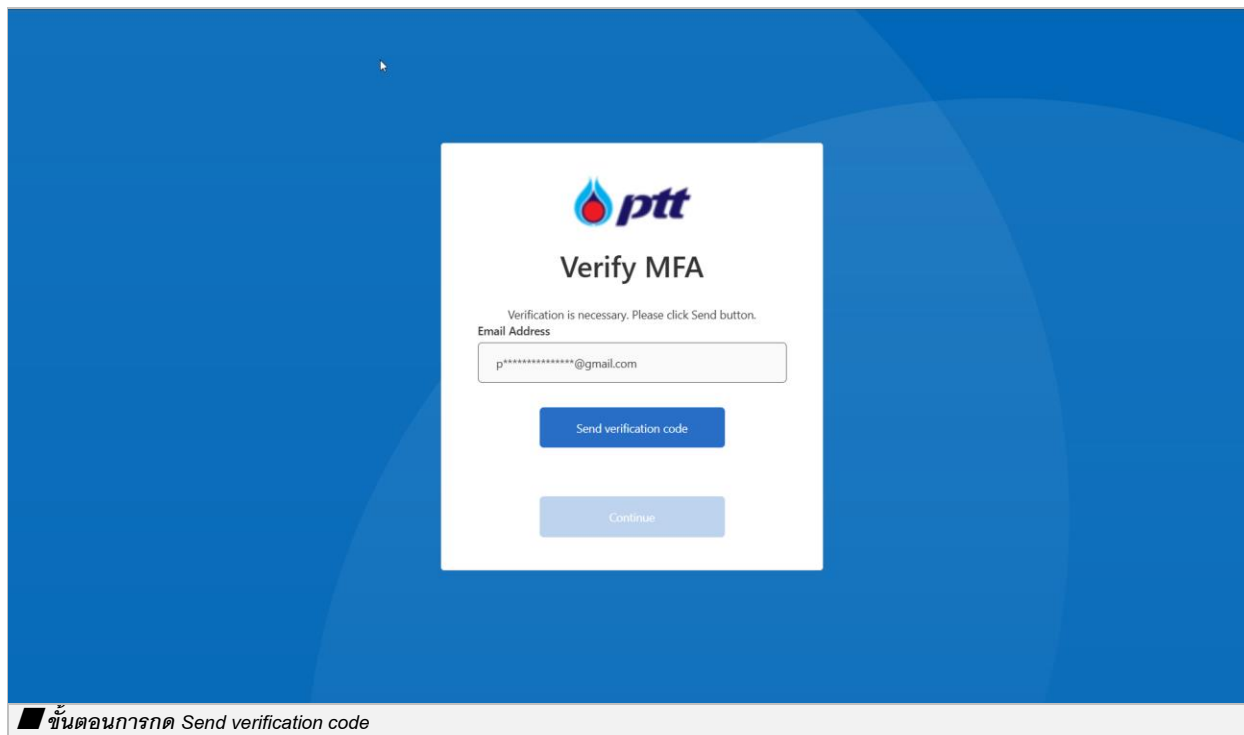 ptt
Verify MFA
Verification is necessary. Please click Send button.
Email Address
p***************@gmail.com
Send verification code
Continue
ขั้นตอนการกด Send verification code